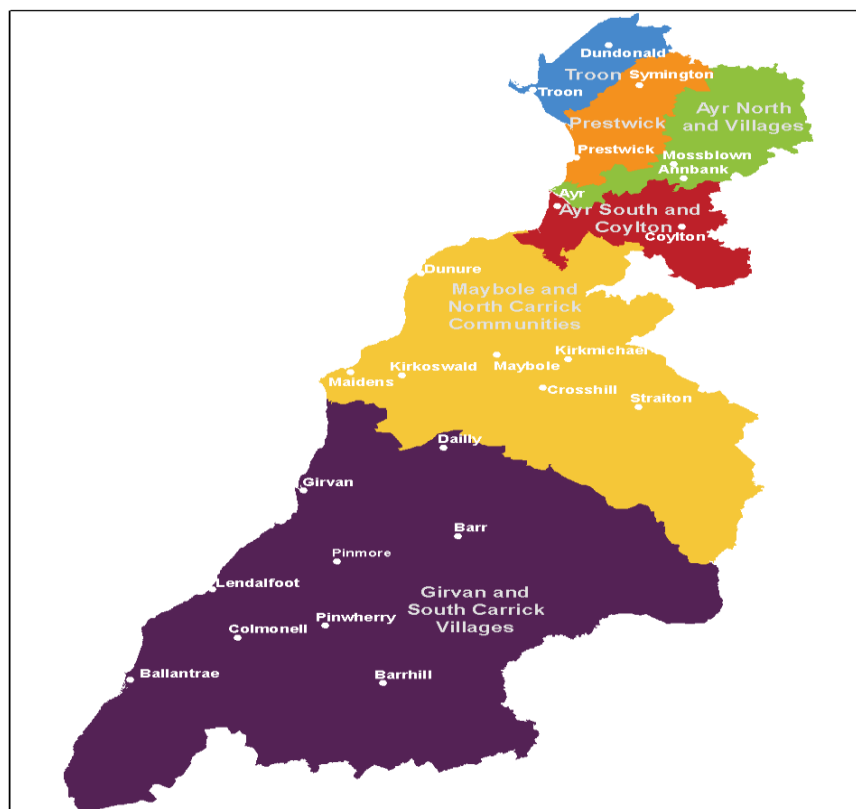 Dundonald
Troon
Symington
Troon
Ayr North
and Villages
Prestwick
Prestwick
Mossblown
Annbank
Ayr
Ayr South and
Coylton
Coylton
Dunure
Maybole and
North Carrick
Communities
Kirkmichael
Kirkoswald
Maybole
Maidens
Crosshill
Straiton
Dailly
Girvan
Barr
Pinmore
Lendalfoot
Girvan and
South Carrick
Villages
Pinwherry
Colmonell
Ballantrae
Barrhill